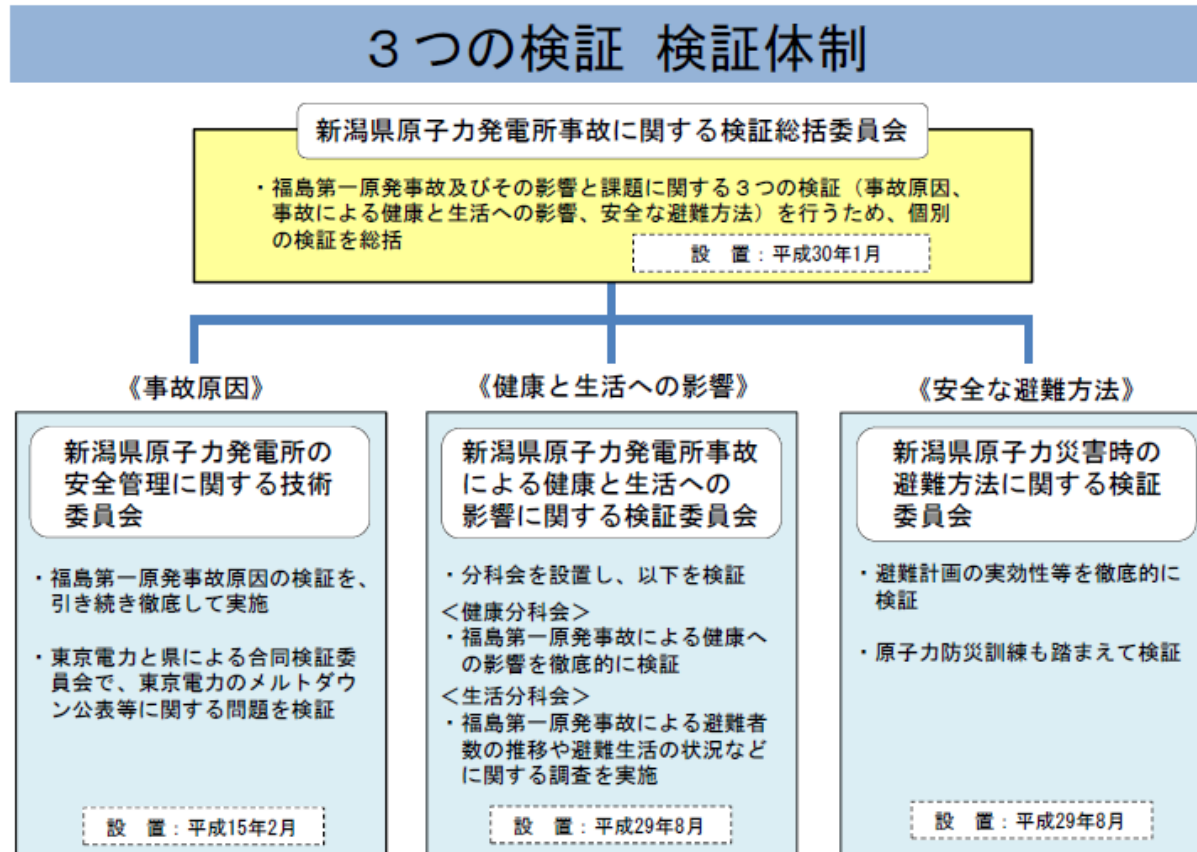 3つの検証 検証体制
新潟県原子力発電所事故に関する検証総括委員会
・福島第一原発事故及びその影響と課題に関する3つの検証（事故原因、
事故による健康と生活への影響、安全な避難方法）を行うため、個別
の検証を総括
設 置：平成30年1月
《事故原因》
新潟県原子力発電所の
安全管理に関する技術
委員会
・福島第一原発事故原因の検証を、
引き続き徹底して実施
・東京電力と県による合同検証委
員会で、東京電力のメルトダウ
ン公表等に関する問題を検証
設 置：平成15年2月
《健康と生活への影響》
新潟県原子力発電所事故
による健康と生活への
影響に関する検証委員会
・分科会を設置し、以下を検証
＜健康分科会＞
・福島第一原発事故による健康へ
の影響を徹底的に検証
＜生活分科会＞
・福島第一原発事故による避難者
数の推移や避難生活の状況など
に関する調査を実施
設 置：平成29年8月
《安全な避難方法》
新潟県原子力災害時の
避難方法に関する検証
委員会
・避難計画の実効性等を徹底的に
検証
・原子力防災訓練も踏まえて検証
設 置：平成29年8月